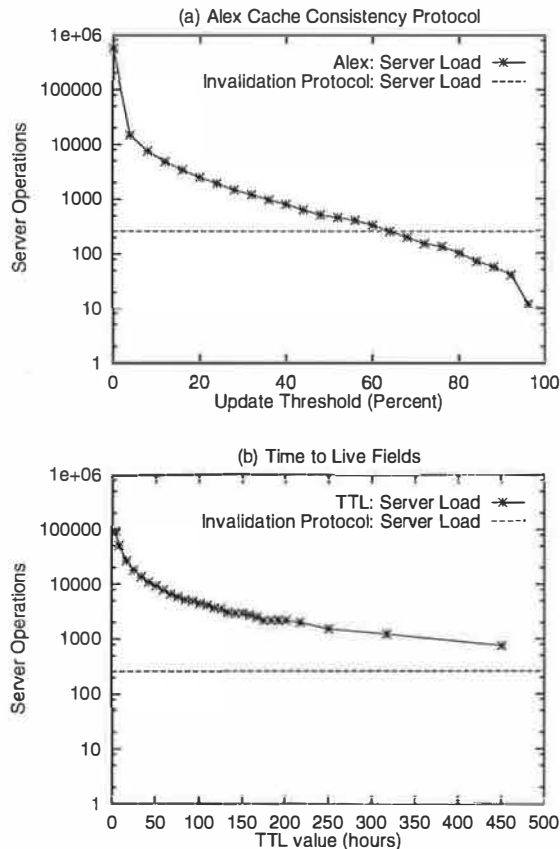 (a) Alex Cache Consistency Protocol
1e+06
100000
10000
1000
100
10
1
Server Operations
Alex: Server Load
Invalidation Protocol: Server Load
0 20 40 60 80 100
Update Threshold (Percent)
(b) Time to Live Fields
1e+06
100000
10000
1000
100
10
1
Server Operations
TTL: Server Load
Invalidation Protocol: Server Load
0 50 100 150 200 250 300 350 400 450 500
TTL value (hours)